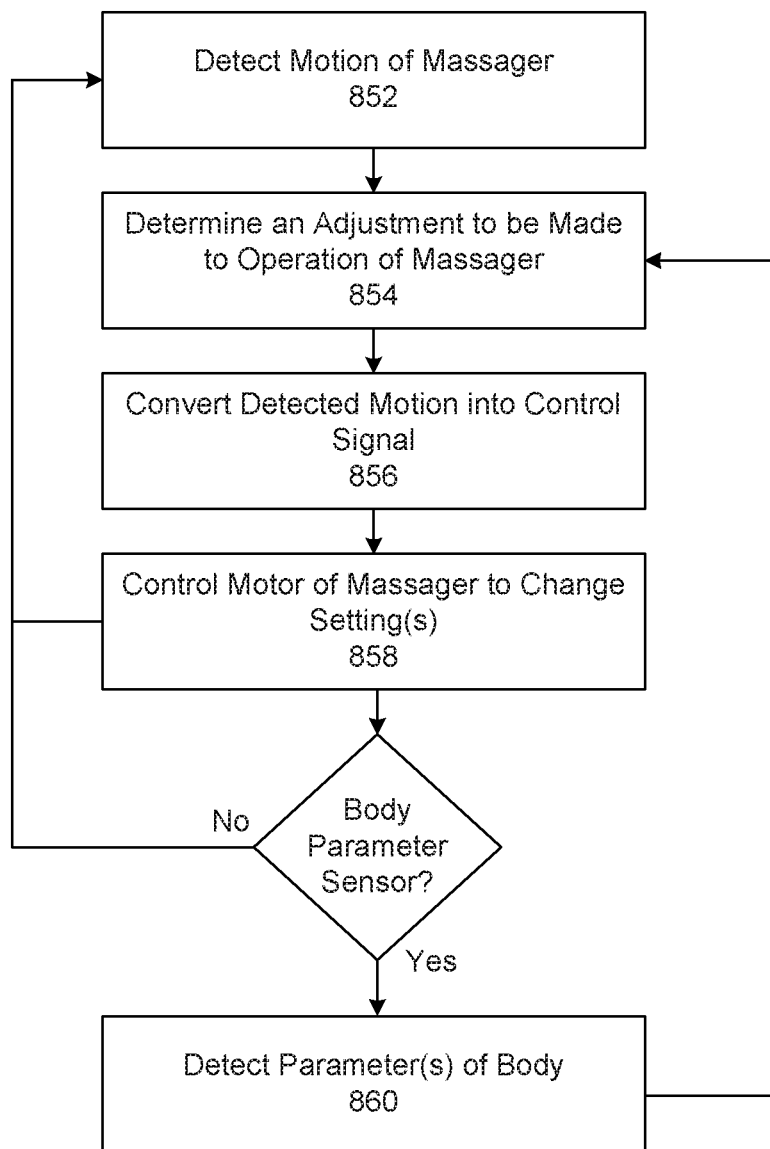 Detect Motion of Massager
852
Determine an Adjustment to be Made
to Operation of Massager
854
Convert Detected Motion into Control
Signal
856
Control Motor of Massager to Change
Setting(s)
858
No
Body
Parameter
Sensor?
Yes
Detect Parameter(s) of Body
860